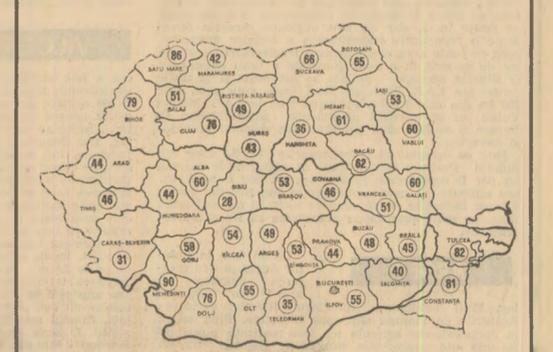 86
SATU MARE
42
MARAMUREȘ
66
SUCEAVA
BOTOȘANI
65
79
BIHOR
51
SĂLAJ
BISTRIȚA-NĂSĂUD
49
IAȘI
53
CLUJ 76
MUREȘ
43
36
HARGHITA
NEAMȚ
61
60
VASLUI
BACĂU
62
44 ARAD
ALBA
60
SIBIU
28
53
BRAȘOV
COVASNA
46
VRANCEA
51
60
GALAȚI
46
TIMIȘ
44
HUNEDOARA
CARAȘ-SEVERIN
31
GORJ
54
VÎLCEA
49
ARGEȘ
53
DÎMBOVIȚA
PRAHOVA
44
BUZĂU
48
BRĂILA
45
TULCEA
82
90
MEHEDINȚI
76
DOLJ
55
OLT
35
TELEORMAN
BUCUREȘTI
ILFOV 55
40
IALOMIȚA
81
CONSTANȚA